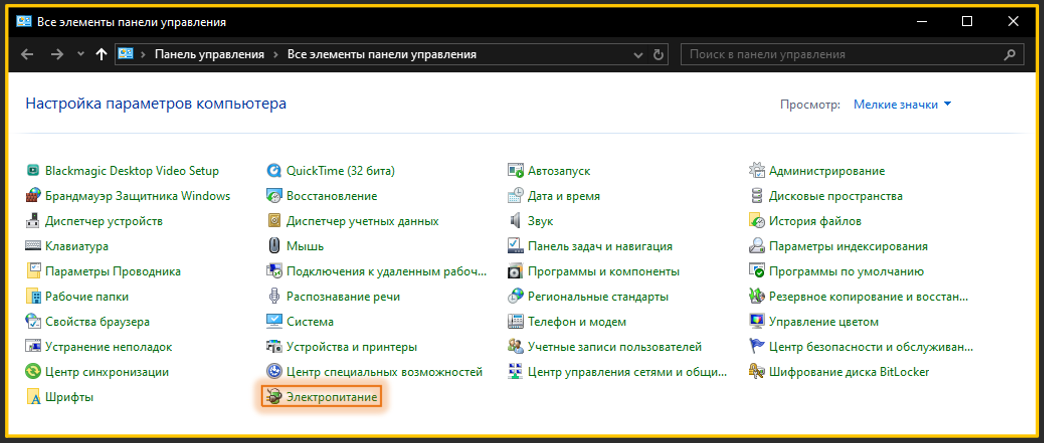 Все элементы панели управления
Панель управления > Все элементы панели управления
Поиск в панели управления
Настройка параметров компьютера
Просмотр: Мелкие значки
Blackmagic Desktop Video Setup QuickTime (32 бита) Автозапуск Администрирование
Брандмауэр Защитника Windows Восстановление Дата и время Дисковые пространства
Диспетчер устройств Диспетчер учетных данных Звук История файлов
Клавиатура Мышь Панель задач и навигация Параметры индексирования
Параметры Проводника Подключения к удаленным рабоч... Программы и компоненты Программы по умолчанию
Рабочие папки Распознавание речи Региональные стандарты Резервное копирование и восстан...
Свойства браузера Система Телефон и модем Управление цветом
Устранение неполадок Устройства и принтеры Учетные записи пользователей Центр безопасности и обслуживан...
Центр синхронизации Центр специальных возможностей Центр управления сетями и общи... Шифрование диска BitLocker
Шрифты Электропитание